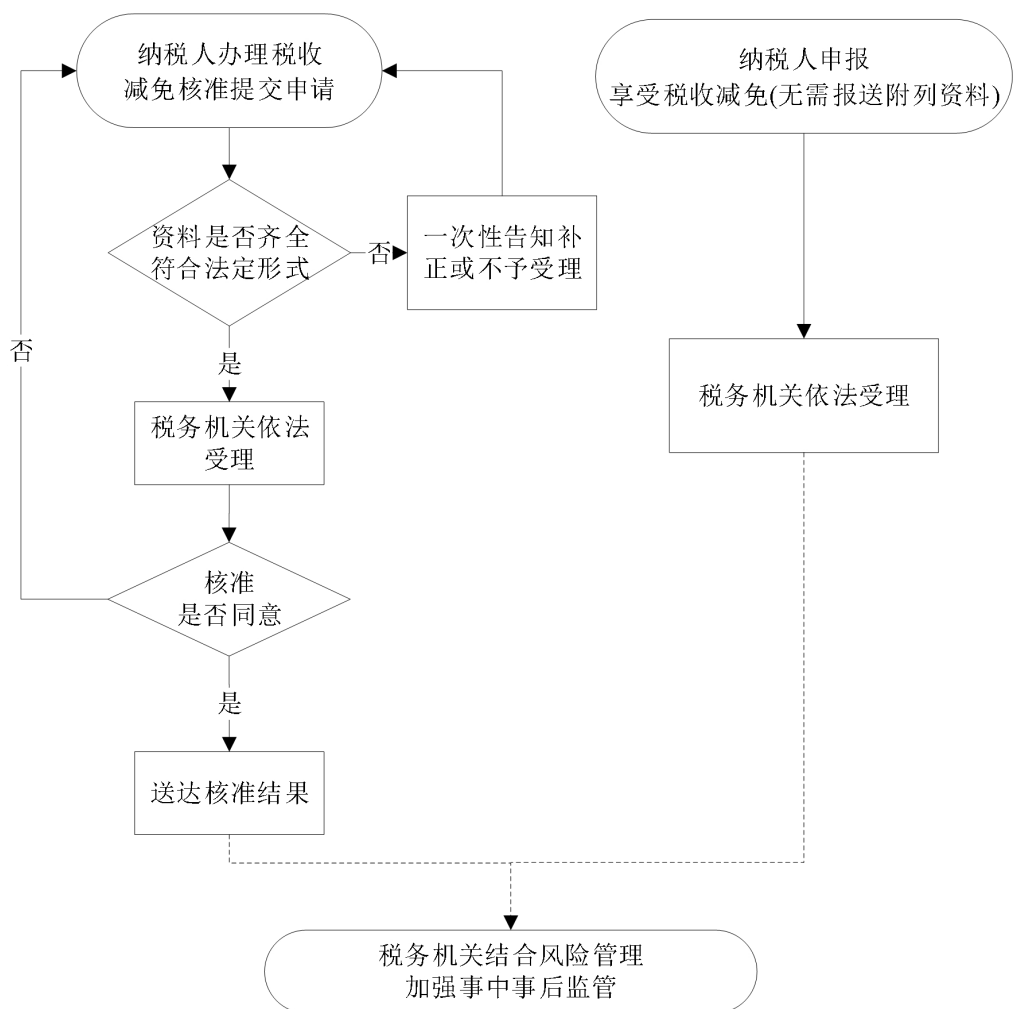 纳税人办理税收
减免核准提交申请
纳税人申报
享受税收减免(无需报送附列资料)
资料是否齐全
符合法定形式
否
一次性告知补
正或不予受理
否
是
税务机关依法
受理
税务机关依法受理
核准
是否同意
是
送达核准结果
税务机关结合风险管理
加强事中事后监管